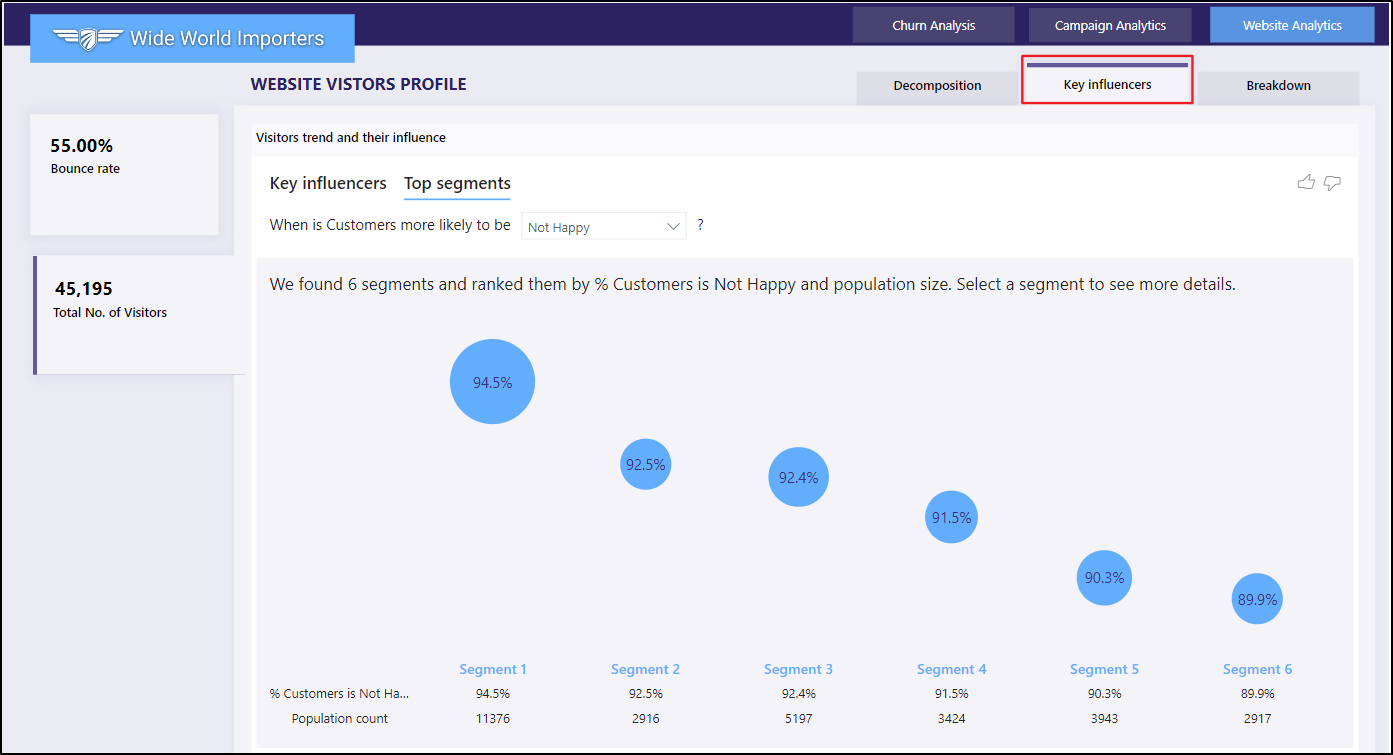 Wide World Importers
Churn Analysis
Campaign Analytics
Website Analytics
WEBSITE VISTORS PROFILE
Decomposition
Key influencers
Breakdown
55.00%
Bounce rate
45,195
Total No. of Visitors
Visitors trend and their influence
Key influencers Top segments
When is Customers more likely to be Not Happy ?
We found 6 segments and ranked them by % Customers is Not Happy and population size. Select a segment to see more details.
94.5%
92.5%
92.4%
91.5%
90.3%
89.9%
Segment 1 Segment 2 Segment 3 Segment 4 Segment 5 Segment 6
% Customers is Not Ha... 94.5% 92.5% 92.4% 91.5% 90.3% 89.9%
Population count 11376 2916 5197 3424 3943 2917